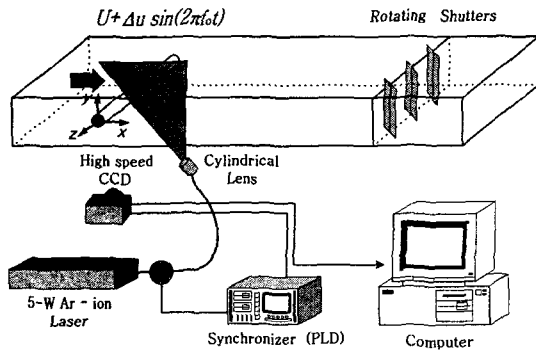 U+Δu sin(2πf₀t)
Rotating Shutters
y
z
x
High speed
CCD
Cylindrical
Lens
5-W Ar-ion
Laser
Synchronizer (PLD)
Computer